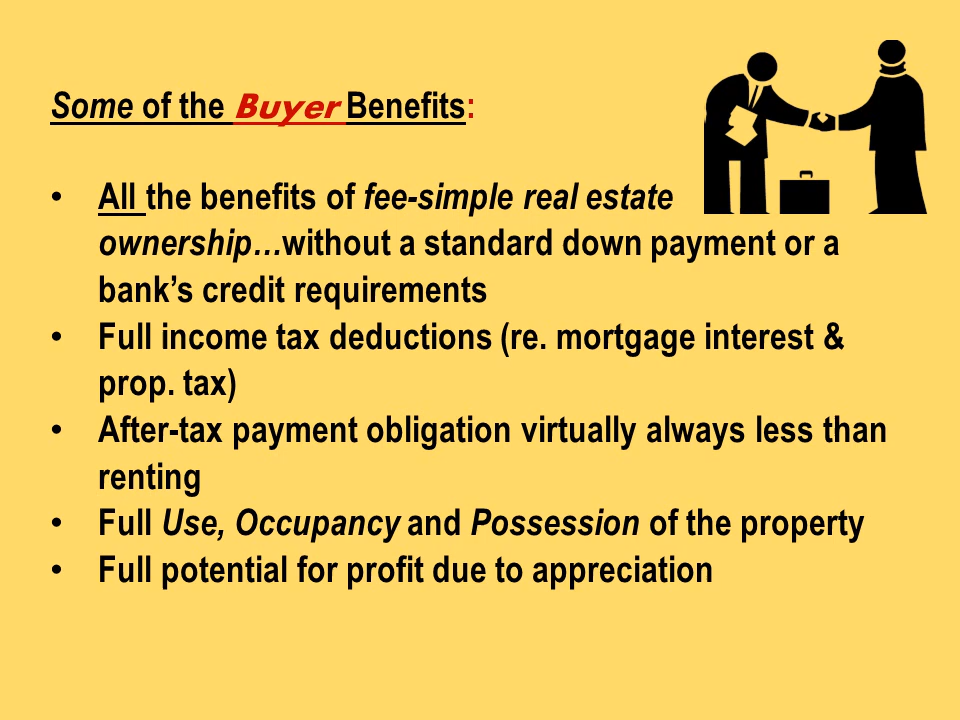 Some of the Buyer Benefits:
• All the benefits of fee-simple real estate
ownership…without a standard down payment or a
bank’s credit requirements
• Full income tax deductions (re. mortgage interest &
prop. tax)
• After-tax payment obligation virtually always less than
renting
• Full Use, Occupancy and Possession of the property
• Full potential for profit due to appreciation